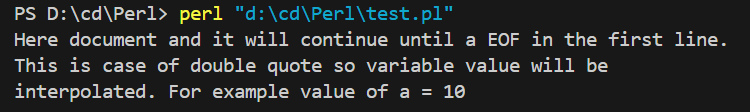 PS D:\cd\Perl> perl "d:\cd\Perl\test.pl"
Here document and it will continue until a EOF in the first line.
This is case of double quote so variable value will be
interpolated. For example value of a = 10